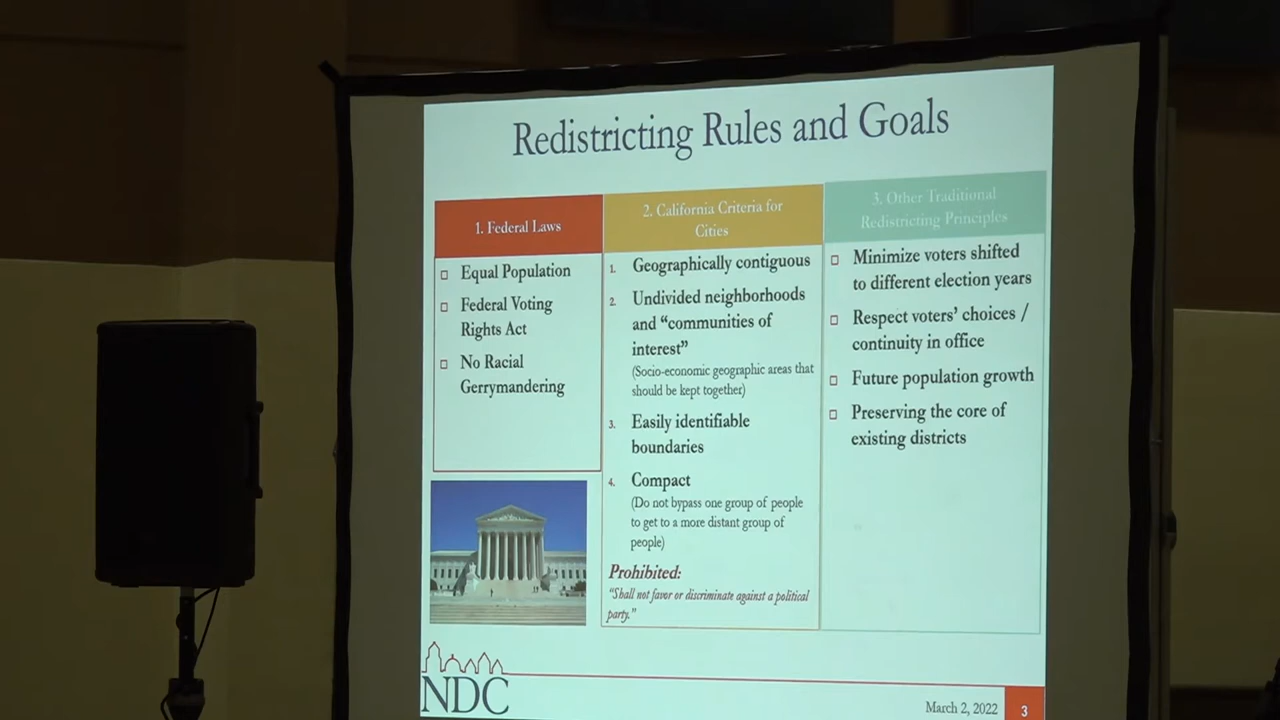 Redistricting Rules and Goals
1. Federal Laws
Equal Population
Federal Voting
Rights Act
No Racial
Gerrymandering
2. California Criteria for
Cities
1. Geographically contiguous
2. Undivided neighborhoods
and “communities of
interest”
(Socio-economic geographic areas that
should be kept together)
3. Easily identifiable
boundaries
4. Compact
(Do not bypass one group of people
to get to a more distant group of
people)
Prohibited:
“Shall not favor or discriminate against a political
party.”
3. Other Traditional
Redistricting Principles
Minimize voters shifted
to different election years
Respect voters’ choices /
continuity in office
Future population growth
Preserving the core of
existing districts
NDC
March 2, 2022
3